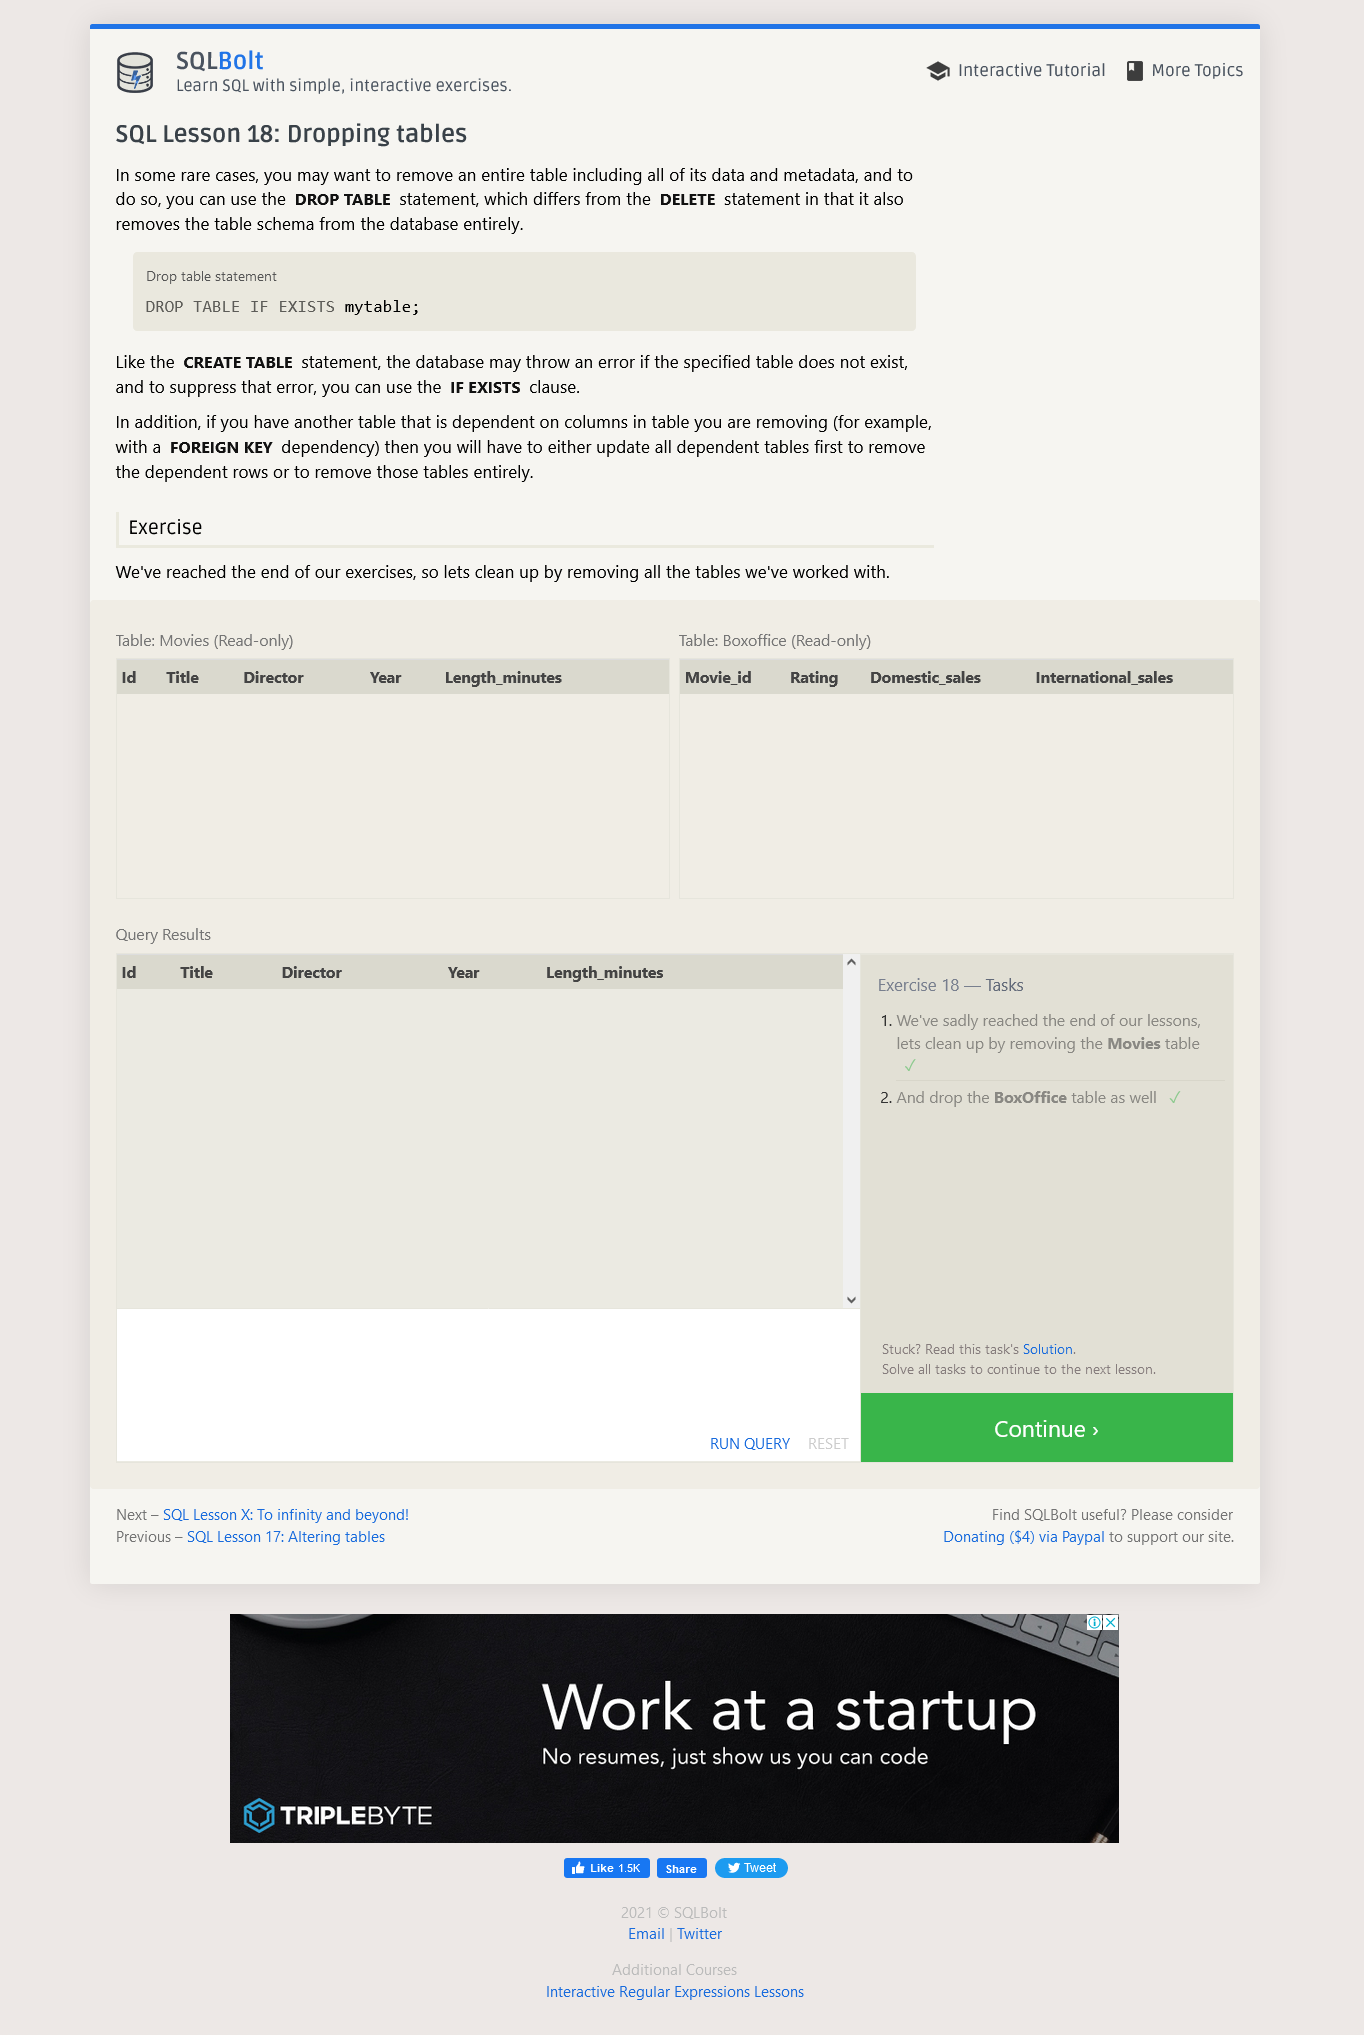 SQLBolt
Learn SQL with simple, interactive exercises.
Interactive Tutorial
More Topics
SQL Lesson 18: Dropping tables
In some rare cases, you may want to remove an entire table including all of its data and metadata, and to
do so, you can use the DROP TABLE statement, which differs from the DELETE statement in that it also
removes the table schema from the database entirely.
Drop table statement
DROP TABLE IF EXISTS mytable;
Like the CREATE TABLE statement, the database may throw an error if the specified table does not exist,
and to suppress that error, you can use the IF EXISTS clause.
In addition, if you have another table that is dependent on columns in table you are removing (for example,
with a FOREIGN KEY dependency) then you will have to either update all dependent tables first to remove
the dependent rows or to remove those tables entirely.
Exercise
We've reached the end of our exercises, so lets clean up by removing all the tables we've worked with.
Table: Movies (Read-only)
Id Title Director Year Length_minutes
Table: Boxoffice (Read-only)
Movie_id Rating Domestic_sales International_sales
Query Results
Id Title Director Year Length_minutes
RUN QUERY RESET
Exercise 18 — Tasks
1. We've sadly reached the end of our lessons,
lets clean up by removing the Movies table
✓
2. And drop the BoxOffice table as well ✓
Stuck? Read this task's Solution.
Solve all tasks to continue to the next lesson.
Continue ›
Next – SQL Lesson X: To infinity and beyond!
Previous – SQL Lesson 17: Altering tables
Find SQLBolt useful? Please consider
Donating ($4) via Paypal to support our site.
Work at a startup
No resumes, just show us you can code
TRIPLEBYTE
Like 1.5K
Share
Tweet
2021 © SQLBolt
Email | Twitter
Additional Courses
Interactive Regular Expressions Lessons